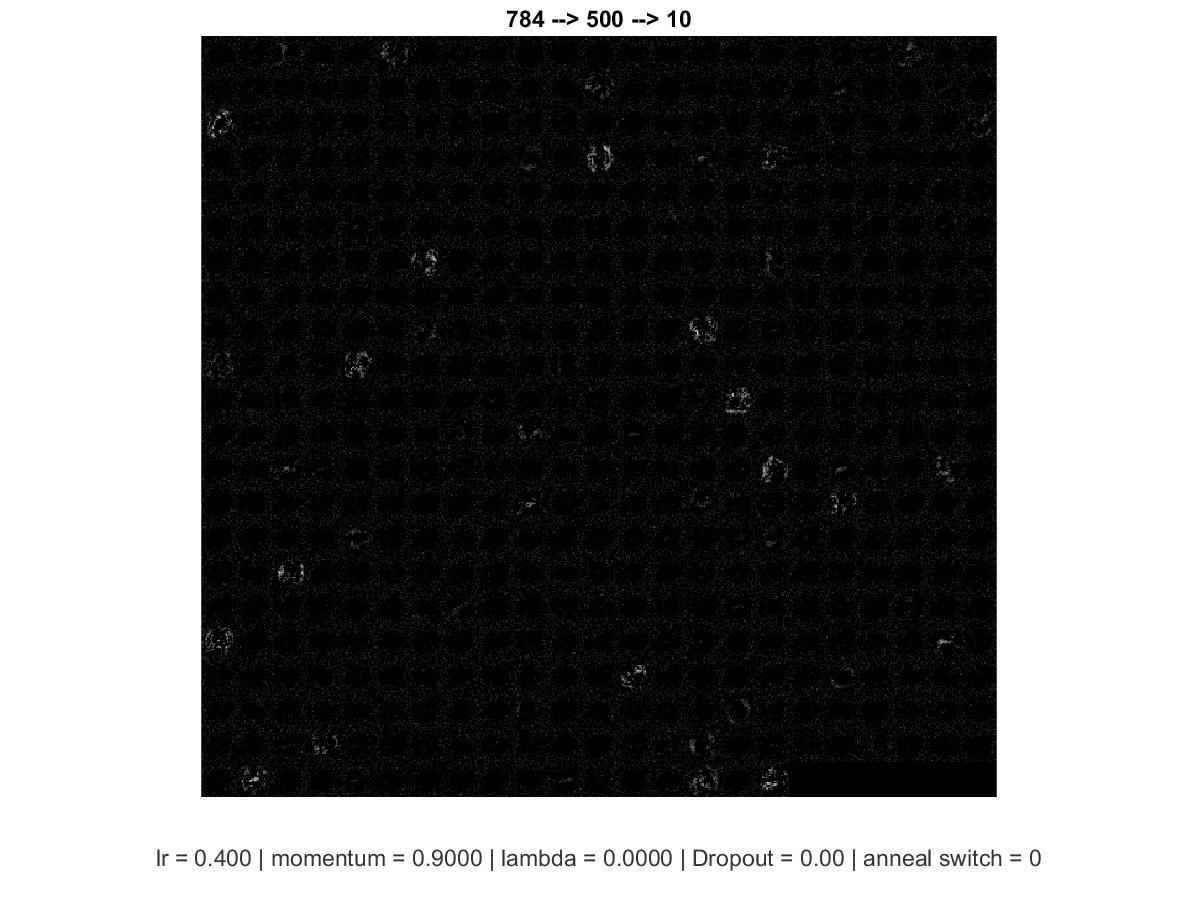 784 --> 500 --> 10
lr = 0.400 | momentum = 0.9000 | lambda = 0.0000 | Dropout = 0.00 | anneal switch = 0